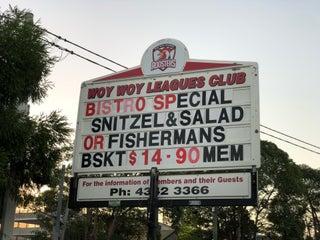 ROOSTERS
WOY WOY LEAGUES CLUB
BISTRO SPECIAL
SNITZEL & SALAD
OR FISHERMANS
BSKT $14-90 MEM
For the information of Members and their Guests
Ph: 4342 3366